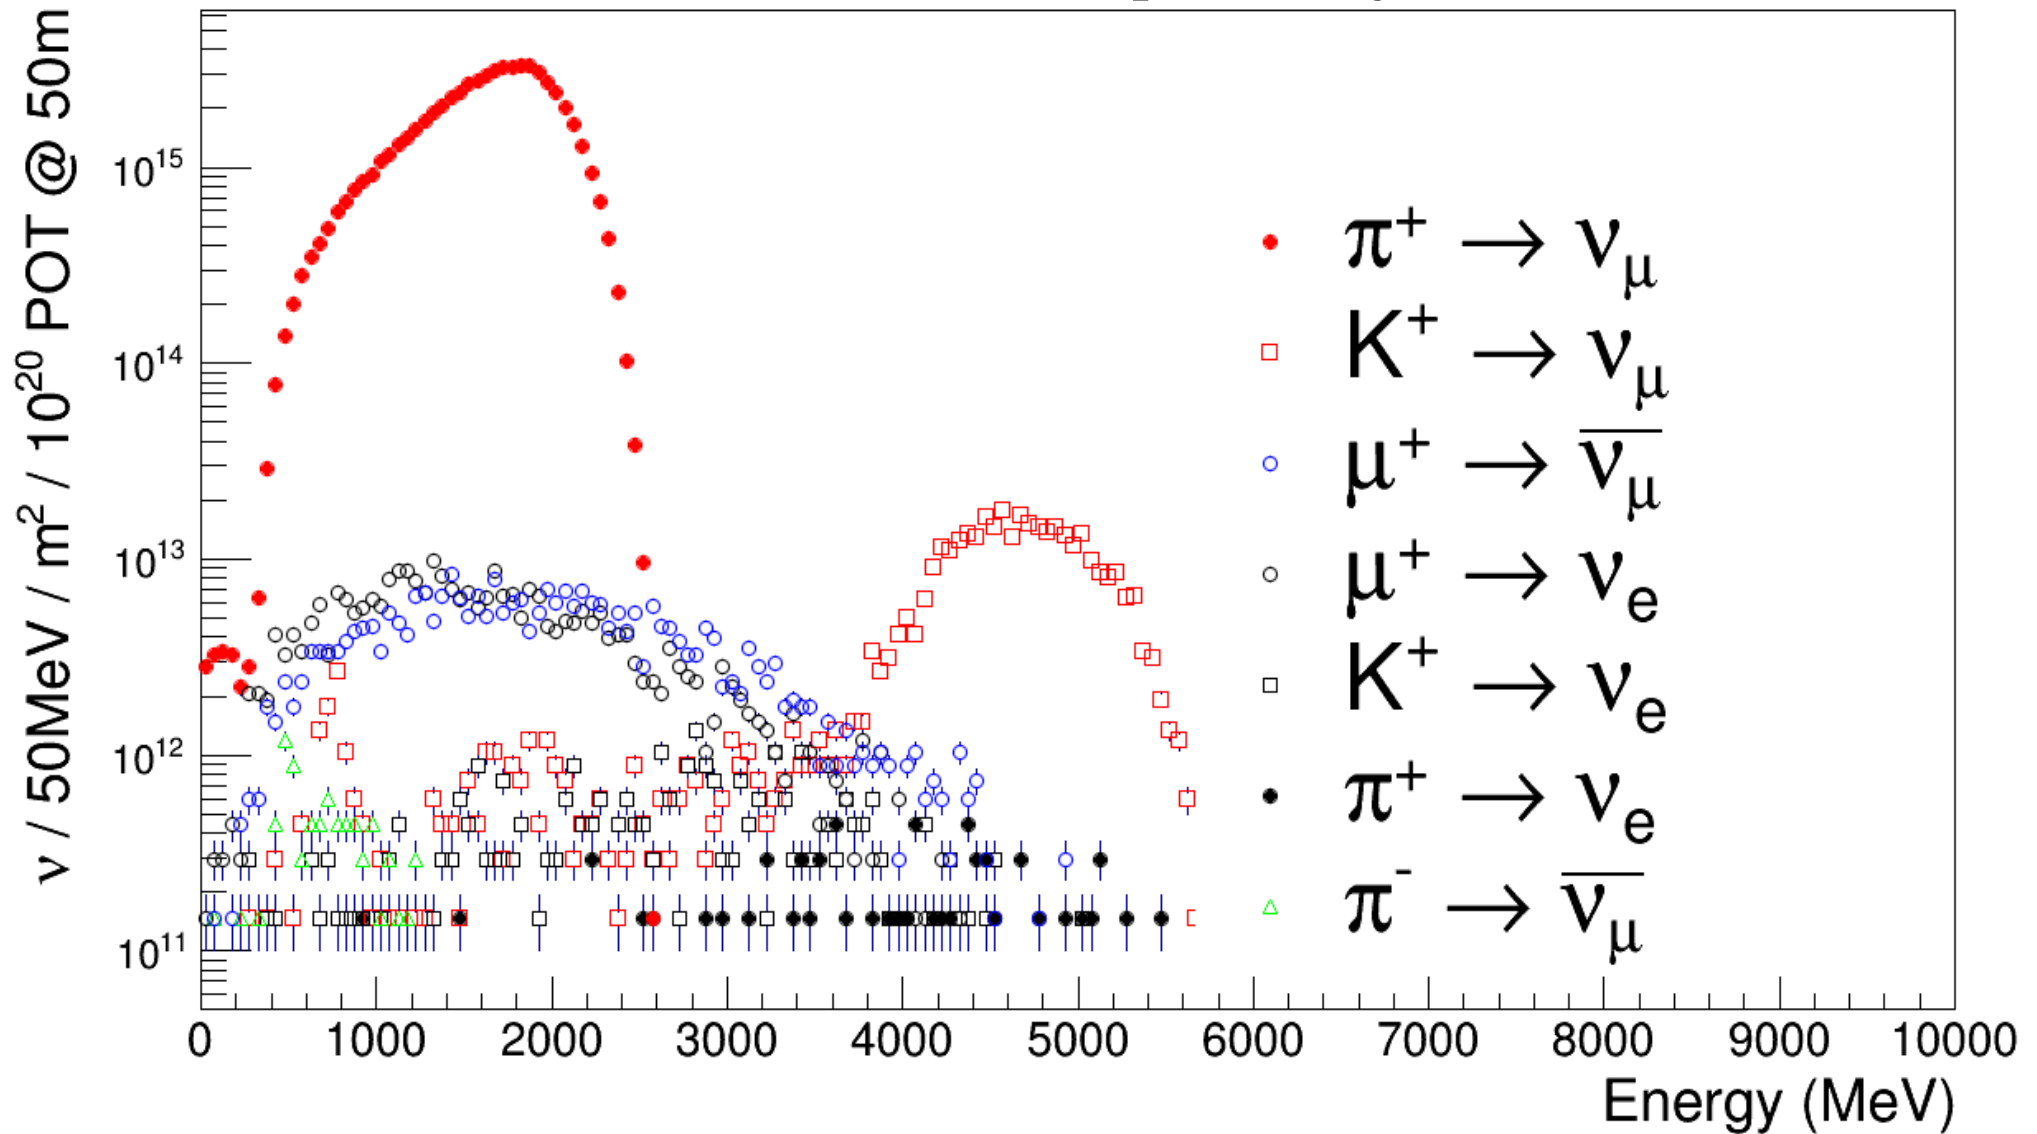 ν / 50MeV / m² / 10²⁰ POT @ 50m
10¹⁵
10¹⁴
10¹³
10¹²
10¹¹
π⁺ → ν_μ
K⁺ → ν_μ
μ⁺ → ν̅_μ
μ⁺ → ν_e
K⁺ → ν_e
π⁺ → ν_e
π⁻ → ν̅_μ
0 1000 2000 3000 4000 5000 6000 7000 8000 9000 10000
Energy (MeV)